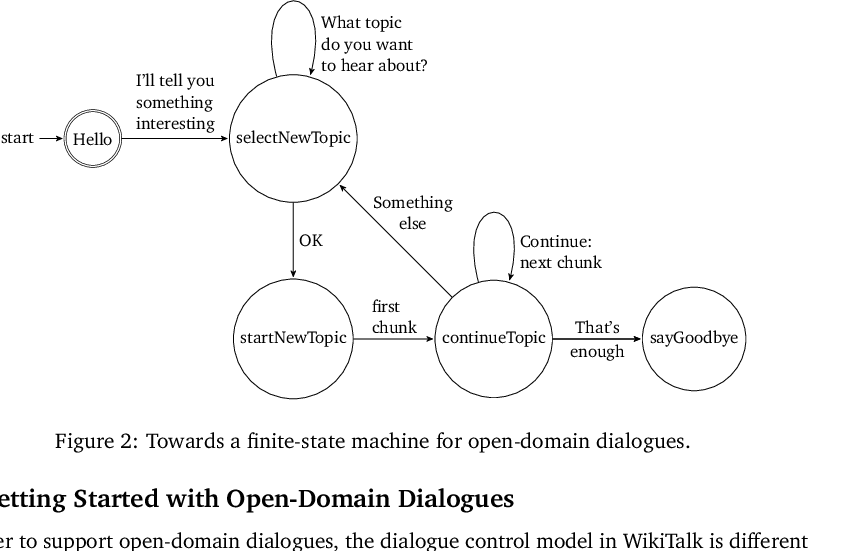 What topic
do you want
to hear about?
I'll tell you
something
interesting
start
Hello
selectNewTopic
Something
else
OK
Continue:
next chunk
first
chunk
That's
enough
startNewTopic
continueTopic
sayGoodbye
Figure 2: Towards a finite-state machine for open-domain dialogues.
etting Started with Open-Domain Dialogues
er to support open-domain dialogues, the dialogue control model in WikiTalk is different